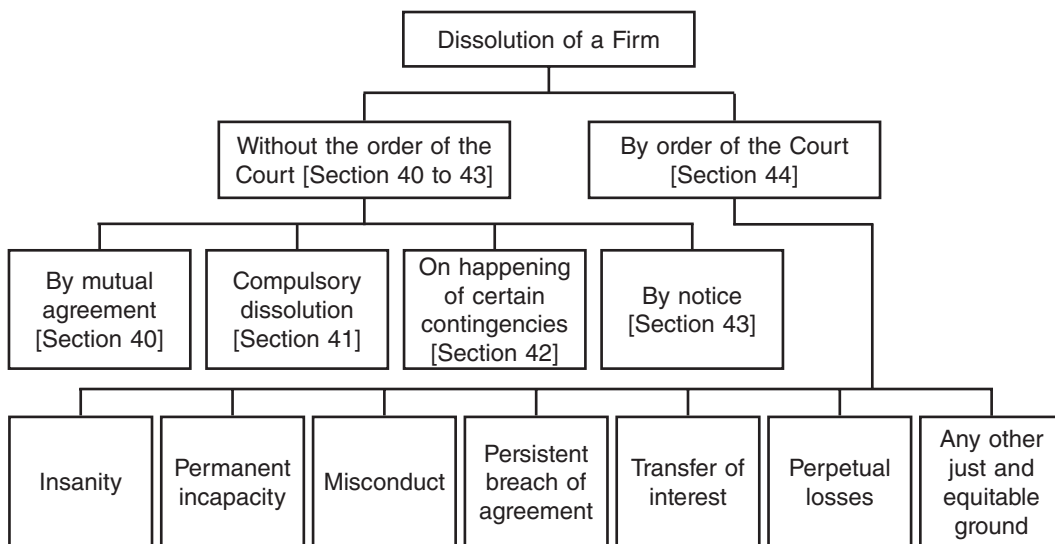 Dissolution of a Firm
Without the order of the
Court [Section 40 to 43]
By order of the Court
[Section 44]
By mutual
agreement
[Section 40]
Compulsory
dissolution
[Section 41]
On happening
of certain
contingencies
[Section 42]
By notice
[Section 43]
Insanity
Permanent
incapacity
Misconduct
Persistent
breach of
agreement
Transfer of
interest
Perpetual
losses
Any other
just and
equitable
ground